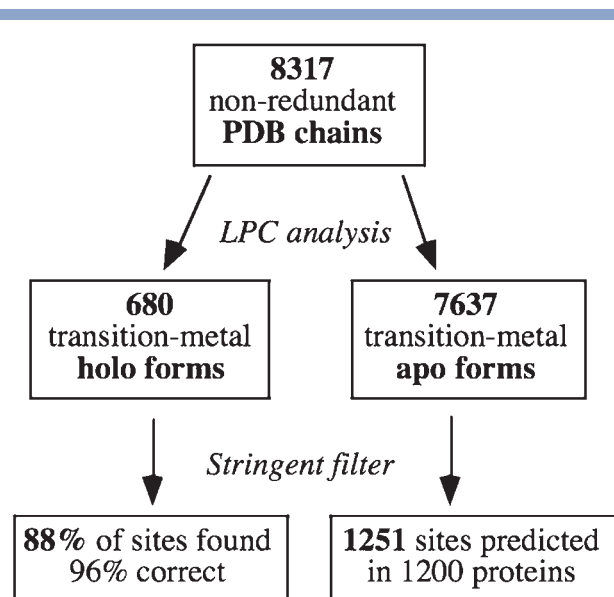 8317
non-redundant
PDB chains
LPC analysis
680
transition-metal
holo forms
7637
transition-metal
apo forms
Stringent filter
88% of sites found
96% correct
1251 sites predicted
in 1200 proteins